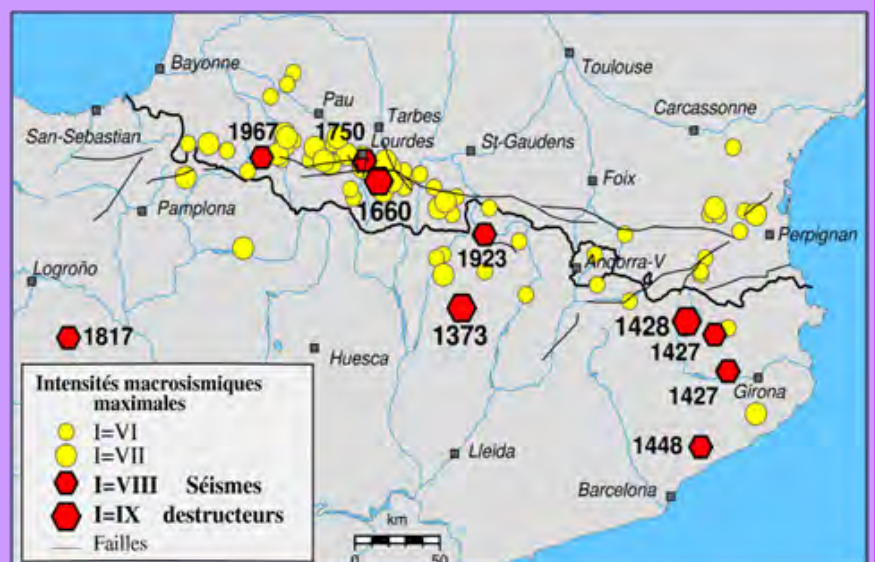 Bayonne
Toulouse
Pau
Carcassonne
Tarbes
San-Sebastian
1967
1750
Lourdes
St-Gaudens
Foix
1660
Pamplona
Perpignan
1923
Andorra-V
Logroño
1817
1373
1428
1427
Huesca
1427
Girona
1448
Lleida
Barcelona
Intensités macrosismiques
maximales
I=VI
I=VII
I=VIII Séismes
I=IX destructeurs
Failles
km
0 50